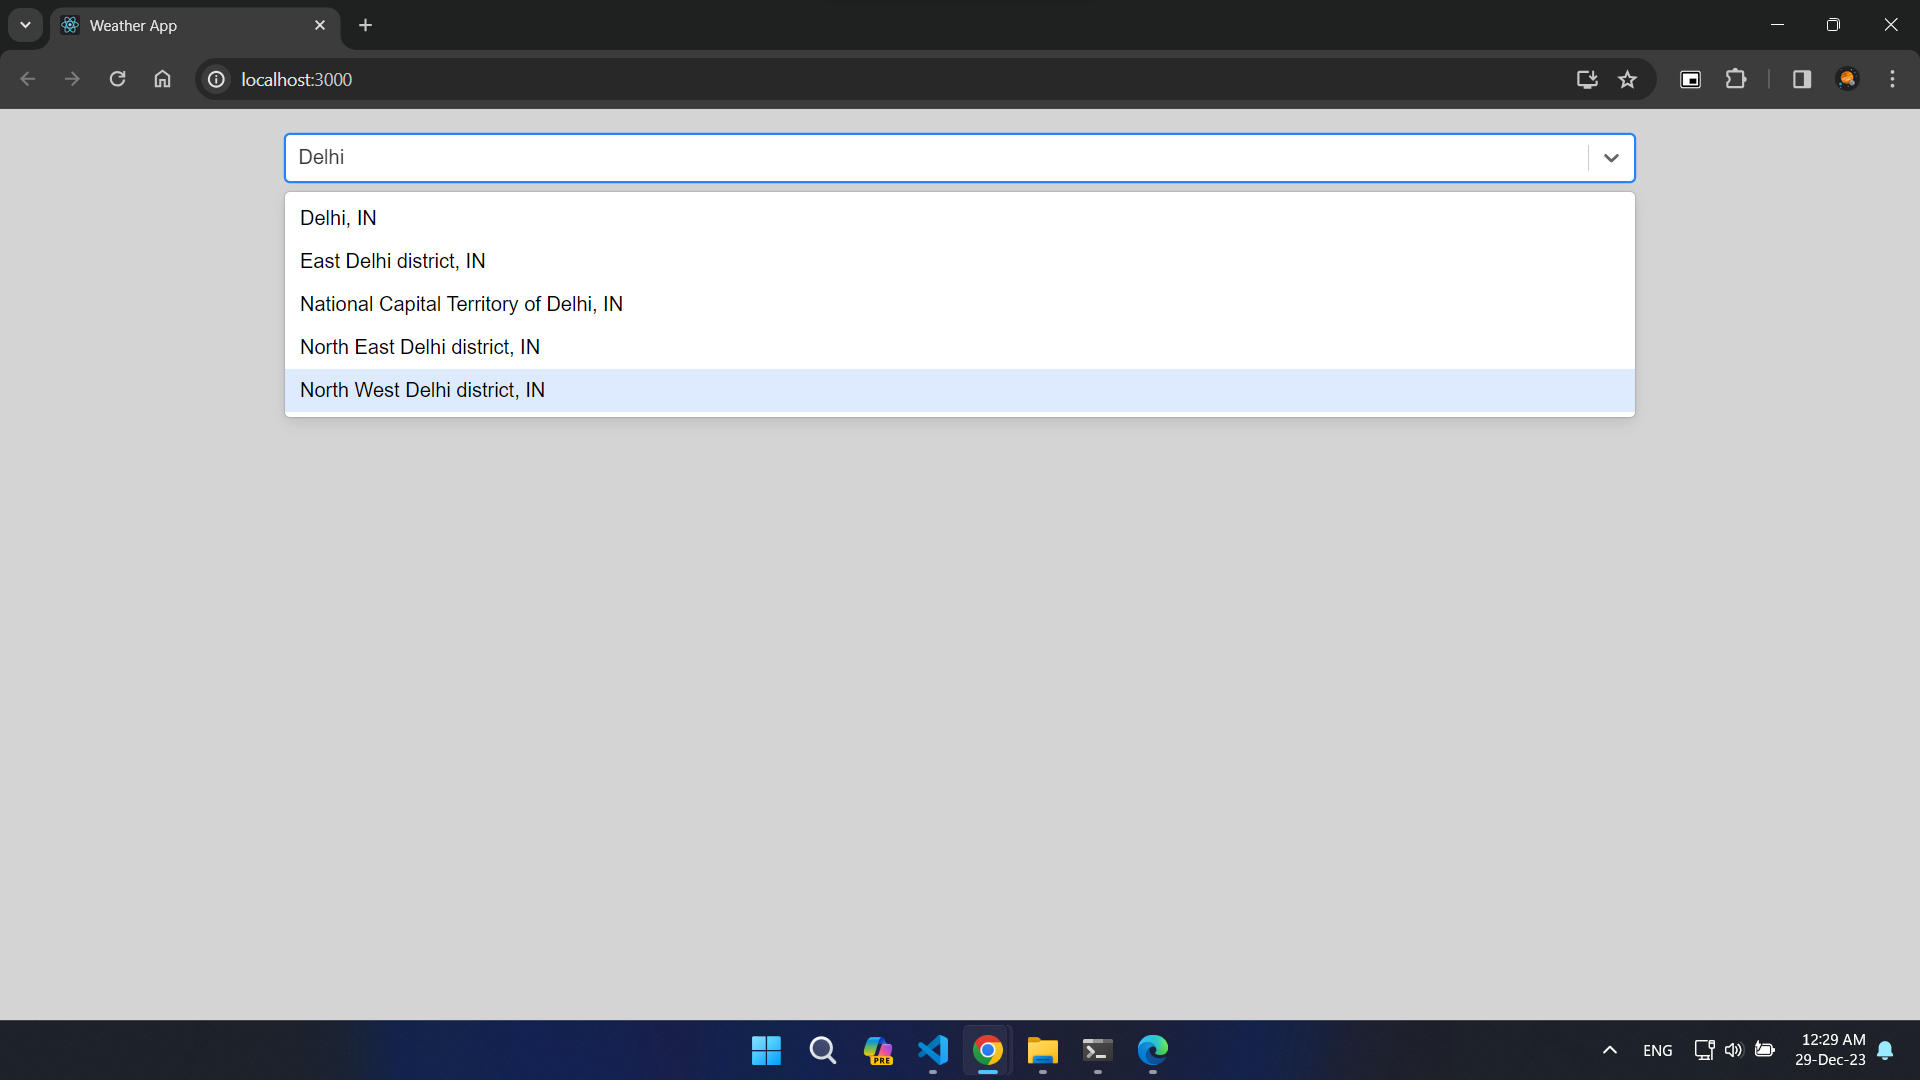 Weather App
localhost:3000
Delhi
Delhi, IN
East Delhi district, IN
National Capital Territory of Delhi, IN
North East Delhi district, IN
North West Delhi district, IN
PRE
ENG
12:29 AM
29-Dec-23